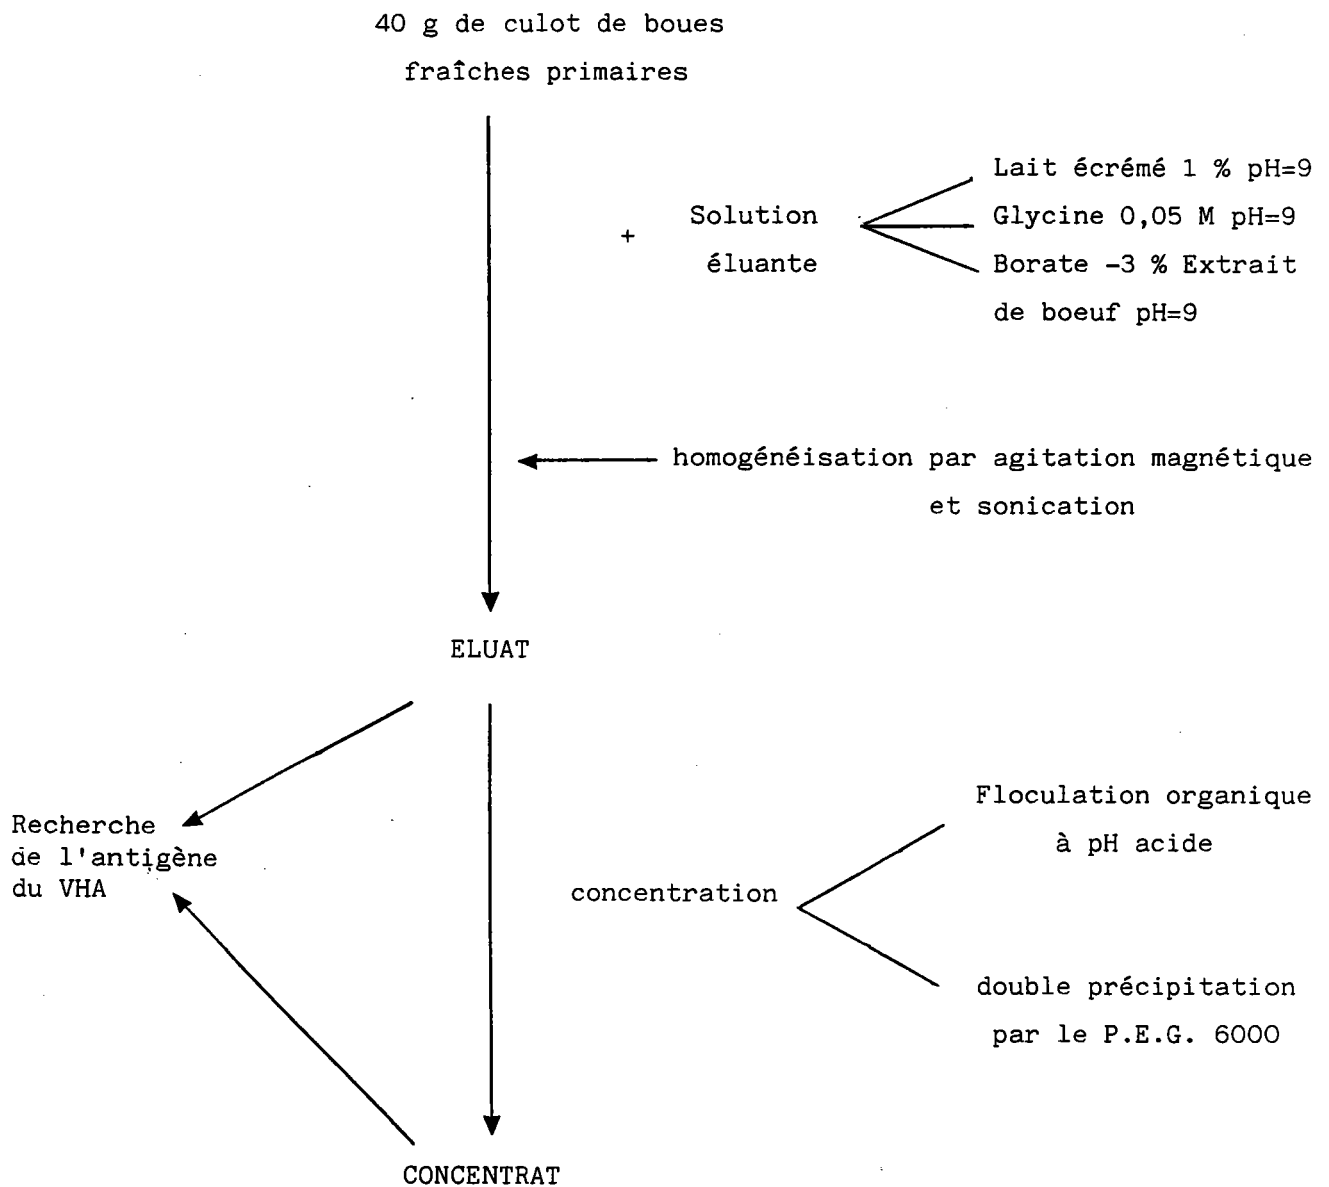 40 g de culot de boues
fraîches primaires
Lait écrémé 1 % pH=9
+ Solution
éluante
Glycine 0,05 M pH=9
Borate -3 % Extrait
de boeuf pH=9
homogénéisation par agitation magnétique
et sonication
ELUAT
Recherche
de l'antigène
du VHA
concentration
Floculation organique
à pH acide
double précipitation
par le P.E.G. 6000
CONCENTRAT